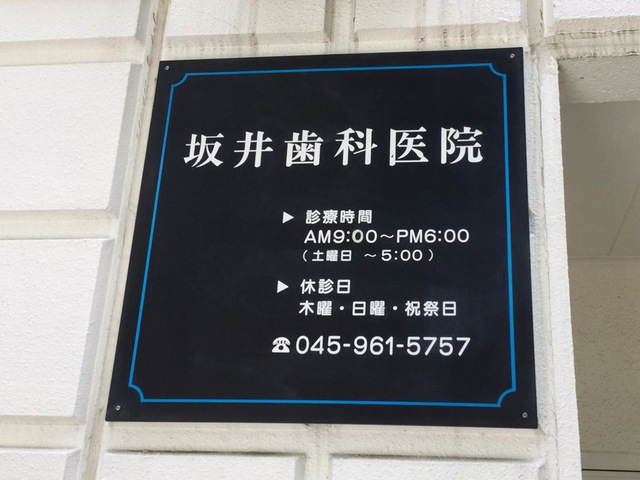 坂井歯科医院
▶ 診療時間
AM9:00～PM6:00
(土曜日 ～5:00)
▶ 休診日
木曜・日曜・祝祭日
☎045-961-5757